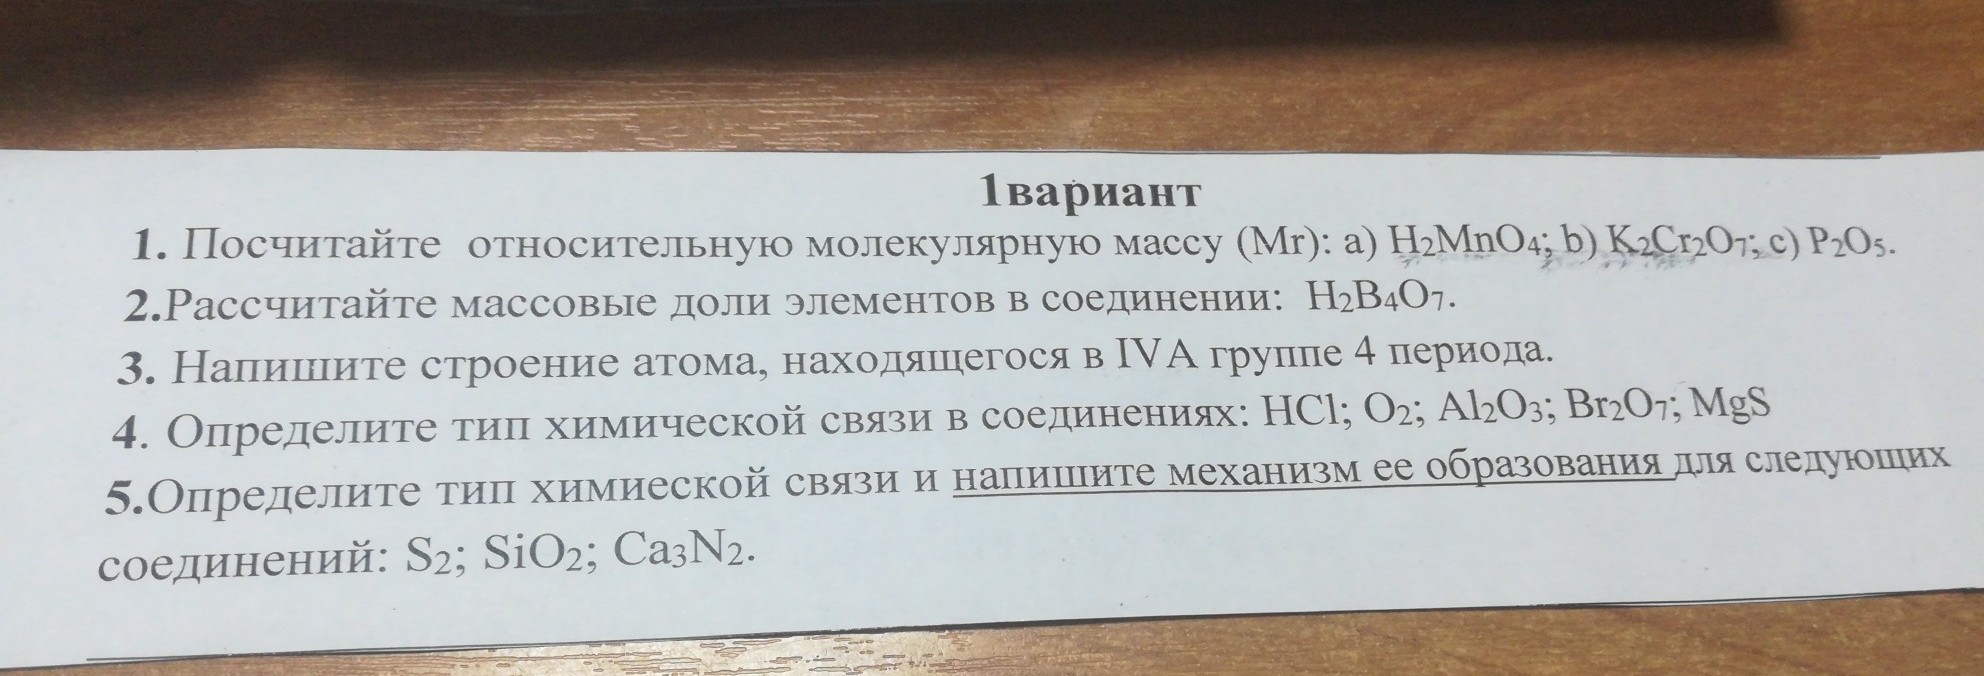 1вариант
1. Посчитайте относительную молекулярную массу (Mr): a) H₂MnO₄; b) K₂Cr₂O₇; c) P₂O₅.
2.Рассчитайте массовые доли элементов в соединении: H₂B₄O₇.
3. Напишите строение атома, находящегося в IVA группе 4 периода.
4. Определите тип химической связи в соединениях: HCl; O₂; Al₂O₃; Br₂O₇; MgS
5.Определите тип химиеской связи и напишите механизм ее образования для следующих
соединений: S₂; SiO₂; Ca₃N₂.